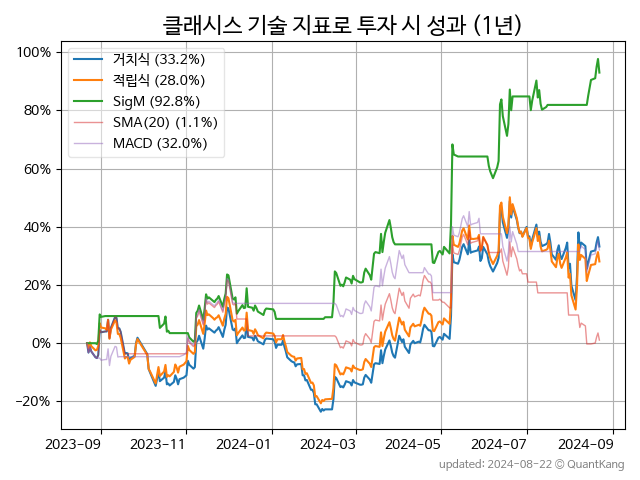 클래시스 기술 지표로 투자 시 성과 (1년)
거치식 (33.2%)
적립식 (28.0%)
SigM (92.8%)
SMA(20) (1.1%)
MACD (32.0%)
100%
80%
60%
40%
20%
0%
−20%
2023-09 2023-11 2024-01 2024-03 2024-05 2024-07 2024-09
updated: 2024-08-22 © QuantKang